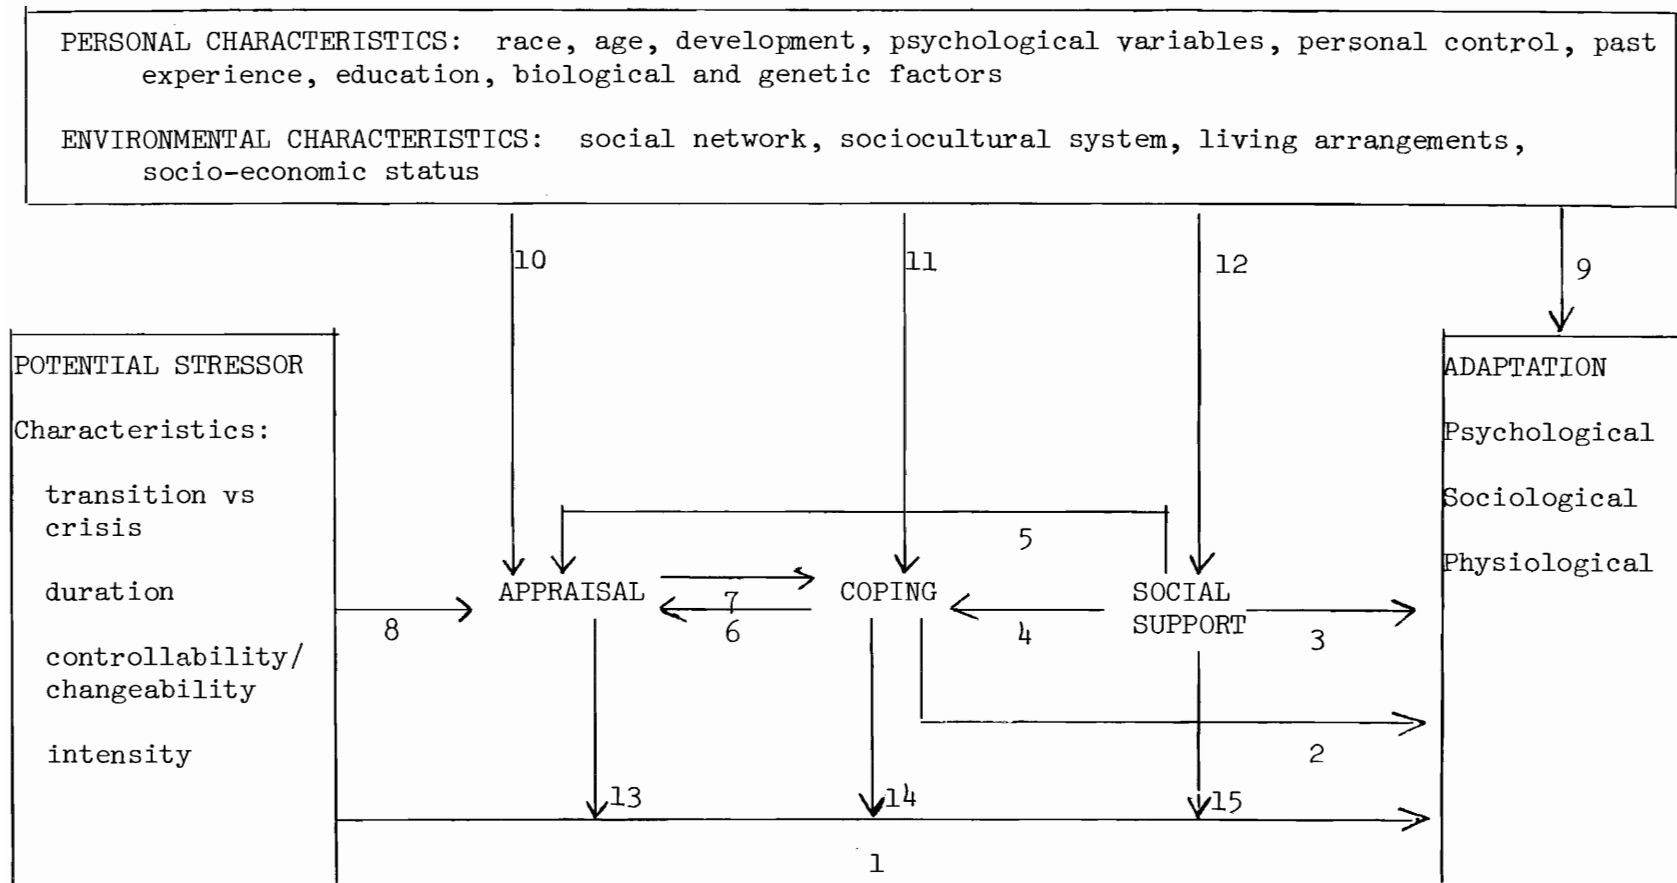 PERSONAL CHARACTERISTICS: race, age, development, psychological variables, personal control, past
experience, education, biological and genetic factors
ENVIRONMENTAL CHARACTERISTICS: social network, sociocultural system, living arrangements,
socio-economic status
10
11
12
9
POTENTIAL STRESSOR
Characteristics:
transition vs
crisis
duration
controllability/
changeability
intensity
ADAPTATION
Psychological
Sociological
Physiological
5
APPRAISAL
7
6
COPING
4
SOCIAL
SUPPORT
3
8
2
13
14
15
1